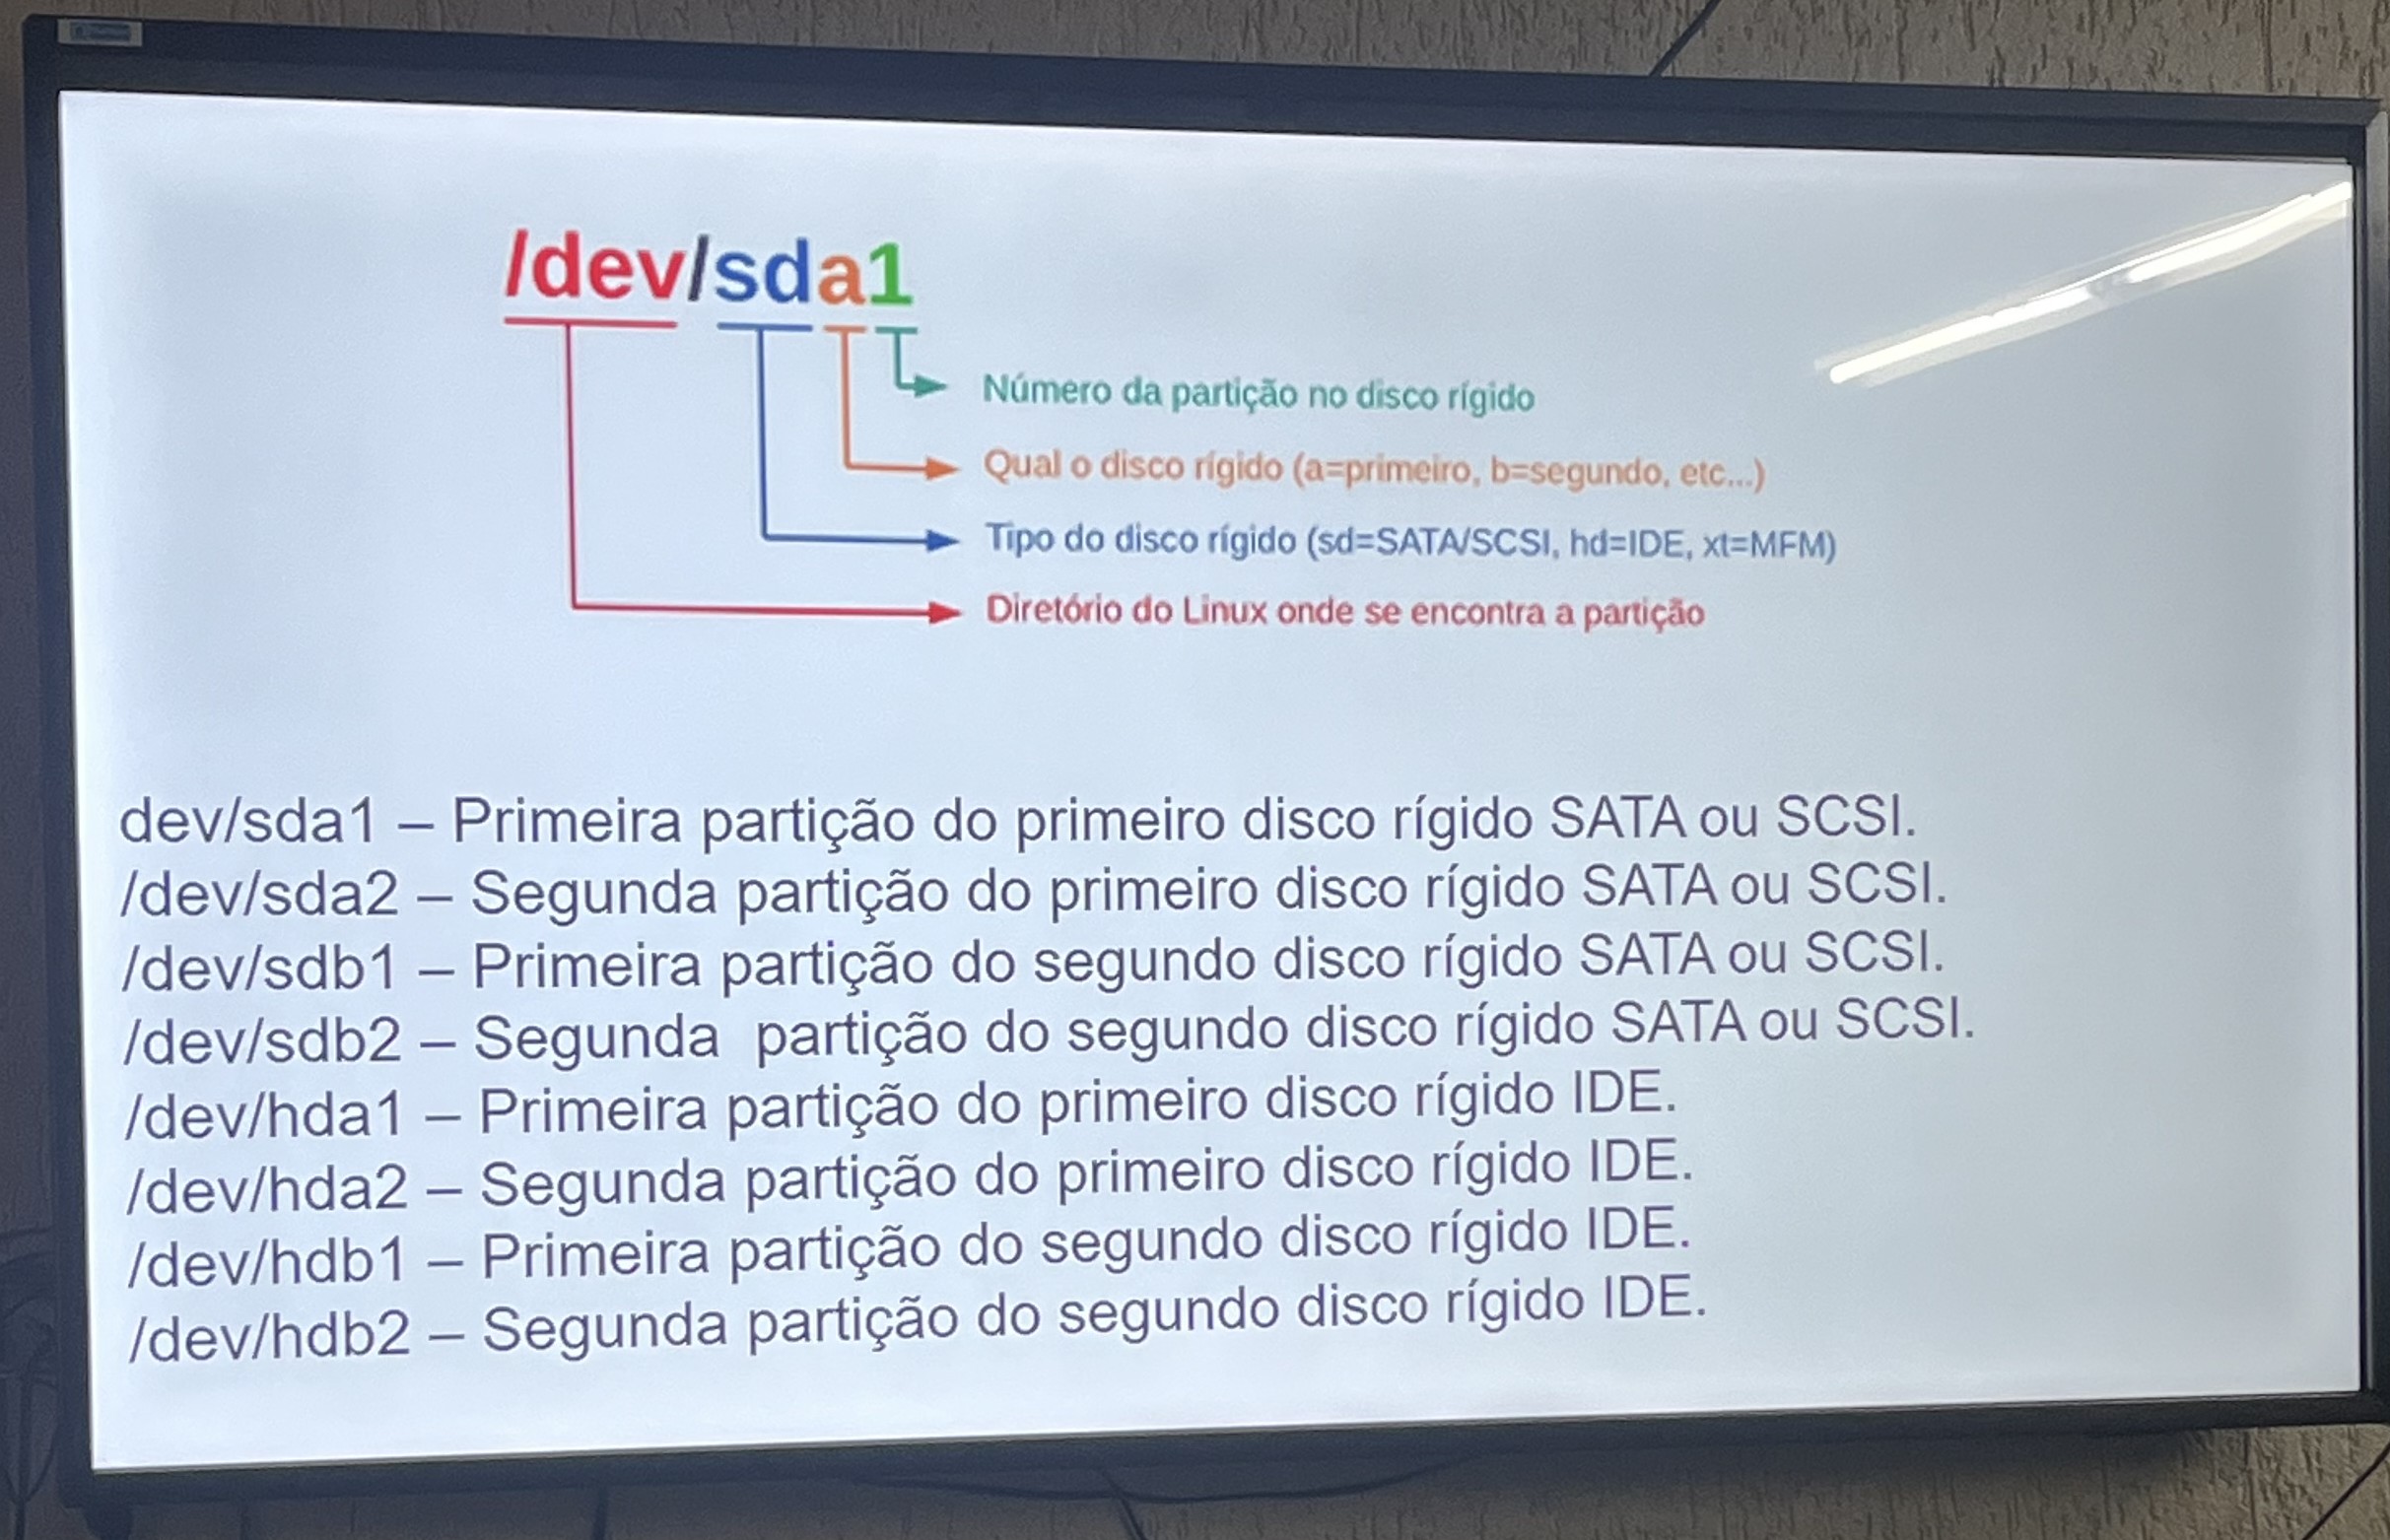 /dev/sda1
Número da partição no disco rígido
Qual o disco rígido (a=primeiro, b=segundo, etc...)
Tipo do disco rígido (sd=SATA/SCSI, hd=IDE, xt=MFM)
Diretório do Linux onde se encontra a partição
dev/sda1 – Primeira partição do primeiro disco rígido SATA ou SCSI.
/dev/sda2 – Segunda partição do primeiro disco rígido SATA ou SCSI.
/dev/sdb1 – Primeira partição do segundo disco rígido SATA ou SCSI.
/dev/sdb2 – Segunda  partição do segundo disco rígido SATA ou SCSI.
/dev/hda1 – Primeira partição do primeiro disco rígido IDE.
/dev/hda2 – Segunda partição do primeiro disco rígido IDE.
/dev/hdb1 – Primeira partição do segundo disco rígido IDE.
/dev/hdb2 – Segunda partição do segundo disco rígido IDE.